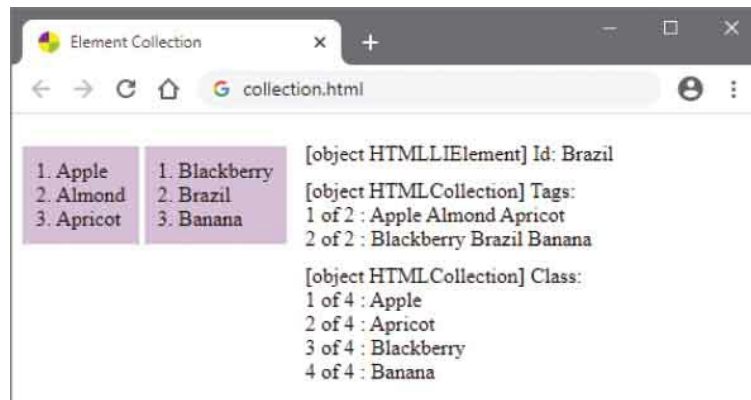 Element Collection
collection.html
1. Apple
2. Almond
3. Apricot
1. Blackberry
2. Brazil
3. Banana
[object HTMLLIElement] Id: Brazil
[object HTMLCollection] Tags:
1 of 2 : Apple Almond Apricot
2 of 2 : Blackberry Brazil Banana
[object HTMLCollection] Class:
1 of 4 : Apple
2 of 4 : Apricot
3 of 4 : Blackberry
4 of 4 : Banana